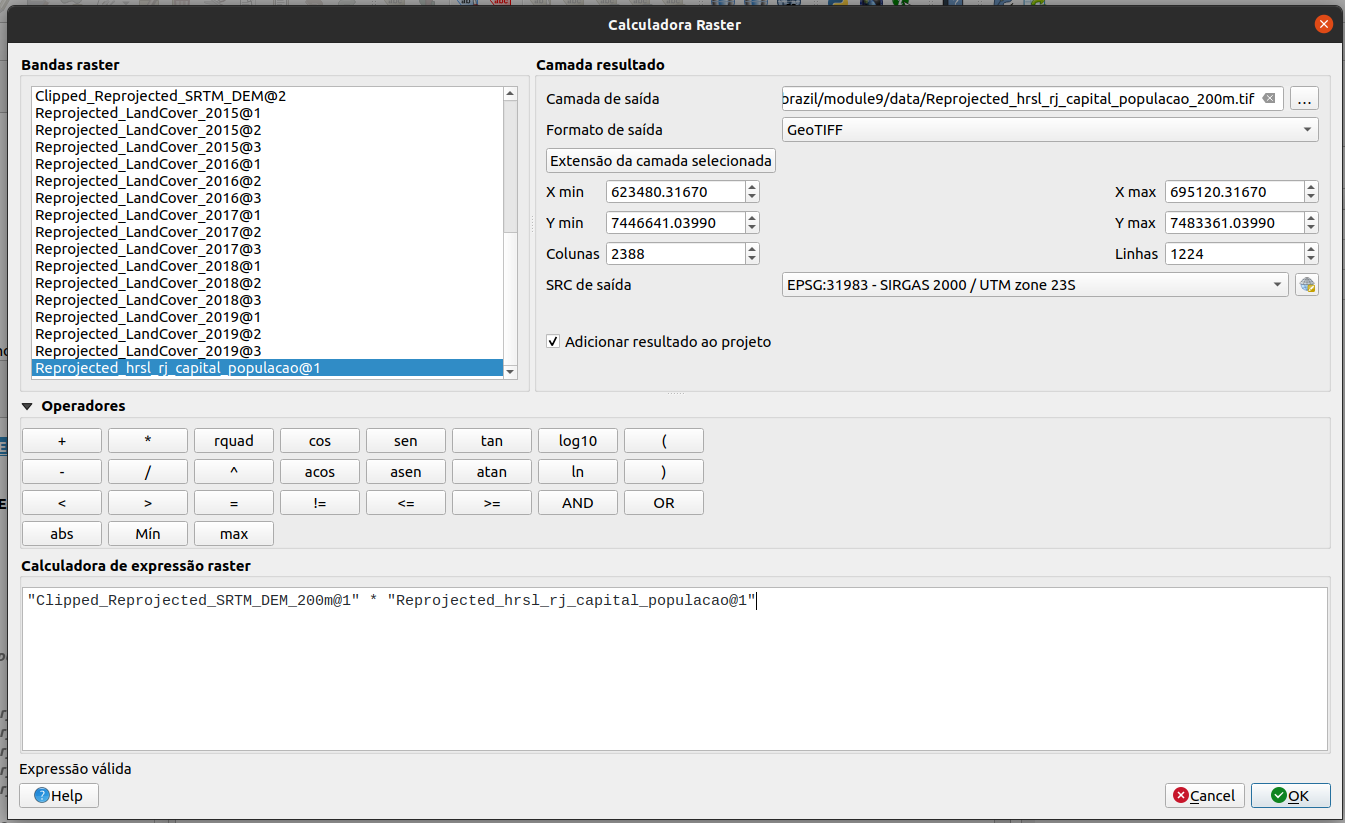 Calculadora Raster
Bandas raster
Clipped_Reprojected_SRTM_DEM@2
Reprojected_LandCover_2015@1
Reprojected_LandCover_2015@2
Reprojected_LandCover_2015@3
Reprojected_LandCover_2016@1
Reprojected_LandCover_2016@2
Reprojected_LandCover_2016@3
Reprojected_LandCover_2017@1
Reprojected_LandCover_2017@2
Reprojected_LandCover_2017@3
Reprojected_LandCover_2018@1
Reprojected_LandCover_2018@2
Reprojected_LandCover_2018@3
Reprojected_LandCover_2019@1
Reprojected_LandCover_2019@2
Reprojected_LandCover_2019@3
Reprojected_hrsl_rj_capital_populacao@1
Camada resultado
Camada de saída brazil/module9/data/Reprojected_hrsl_rj_capital_populacao_200m.tif ...
Formato de saída GeoTIFF
Extensão da camada selecionada
X min 623480.31670 X max 695120.31670
Y min 7446641.03990 Y max 7483361.03990
Colunas 2388 Linhas 1224
SRC de saída EPSG:31983 - SIRGAS 2000 / UTM zone 23S
Adicionar resultado ao projeto
Operadores
+ * rquad cos sen tan log10 (
- / ^ acos asen atan ln )
< > = != <= >= AND OR
abs Mín max
Calculadora de expressão raster
"Clipped_Reprojected_SRTM_DEM_200m@1" * "Reprojected_hrsl_rj_capital_populacao@1"
Expressão válida
Help Cancel OK